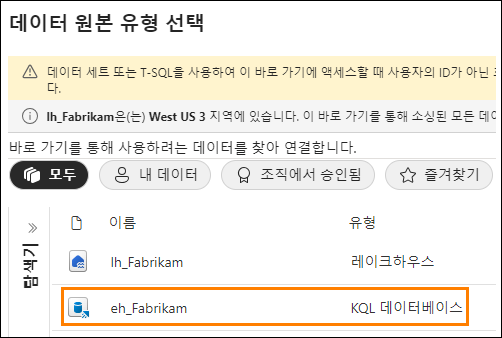 데이터 원본 유형 선택
데이터 세트 또는 T-SQL을 사용하여 이 바로 가기에 액세스할 때 사용자의 ID가 아닌
다.
lh_Fabrikam은(는) West US 3 지역에 있습니다. 이 바로 가기를 통해 소싱된 모든 데이
바로 가기를 통해 사용하려는 데이터를 찾아 연결합니다.
모두 내 데이터 조직에서 승인됨 즐겨찾기
탐색기
이름 유형
lh_Fabrikam 레이크하우스
eh_Fabrikam KQL 데이터베이스